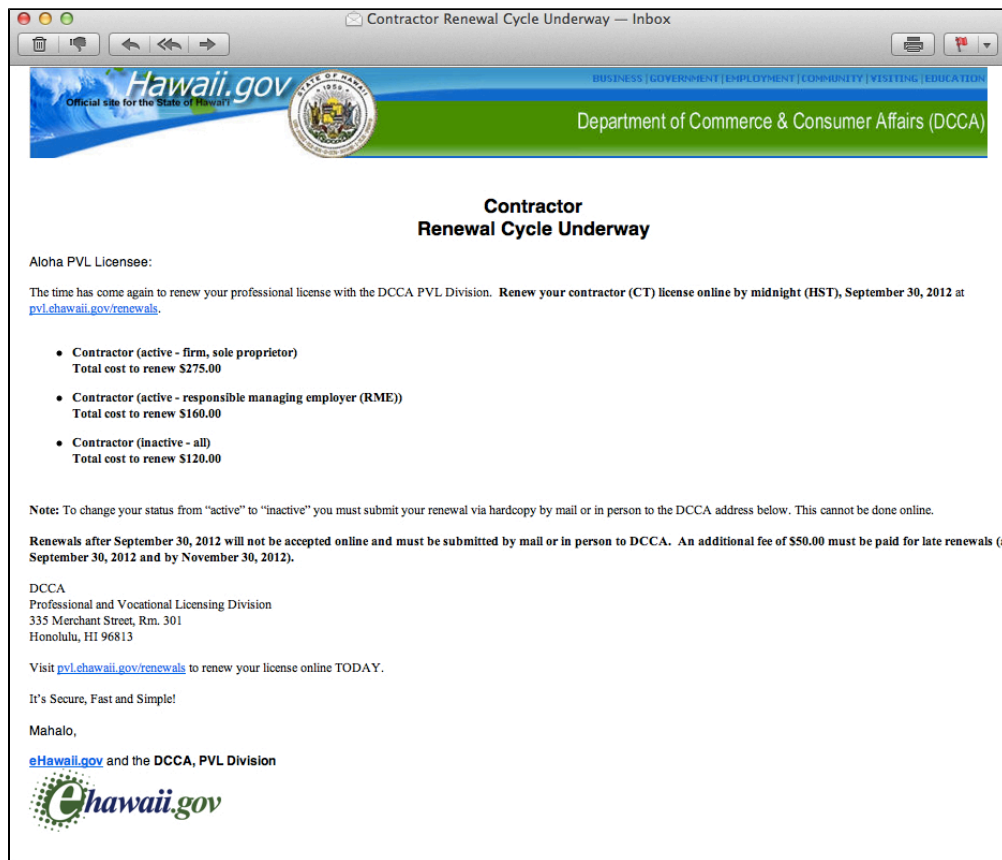 Contractor Renewal Cycle Underway — Inbox
Hawaii.gov
Official site for the State of Hawai'i
STATE OF HAWAII
1959
BUSINESS | GOVERNMENT | EMPLOYMENT | COMMUNITY | VISITING | EDUCATION
Department of Commerce & Consumer Affairs (DCCA)
Contractor
Renewal Cycle Underway
Aloha PVL Licensee:
The time has come again to renew your professional license with the DCCA PVL Division. Renew your contractor (CT) license online by midnight (HST), September 30, 2012 at
pvl.ehawaii.gov/renewals.
• Contractor (active - firm, sole proprietor)
Total cost to renew $275.00
• Contractor (active - responsible managing employer (RME))
Total cost to renew $160.00
• Contractor (inactive - all)
Total cost to renew $120.00
Note: To change your status from “active” to “inactive” you must submit your renewal via hardcopy by mail or in person to the DCCA address below. This cannot be done online.
Renewals after September 30, 2012 will not be accepted online and must be submitted by mail or in person to DCCA. An additional fee of $50.00 must be paid for late renewals (
September 30, 2012 and by November 30, 2012).
DCCA
Professional and Vocational Licensing Division
335 Merchant Street, Rm. 301
Honolulu, HI 96813
Visit pvl.ehawaii.gov/renewals to renew your license online TODAY.
It's Secure, Fast and Simple!
Mahalo,
eHawaii.gov and the DCCA, PVL Division
ehawaii.gov